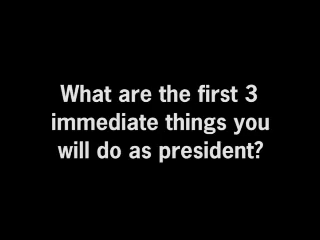 What are the first 3
immediate things you
will do as president?